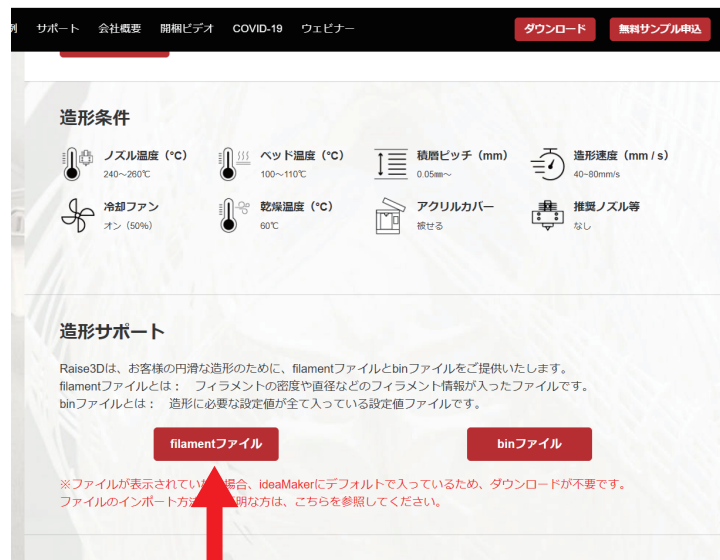 例 サポート 会社概要 開梱ビデオ COVID-19 ウェビナー ダウンロード 無料サンプル申込
造形条件
ノズル温度（°C） ベッド温度（°C） 積層ピッチ（mm） 造形速度（mm / s）
240～260℃ 100～110℃ 0.05㎜～ 40~80mm/s
冷却ファン 乾燥温度（°C） アクリルカバー 推奨ノズル等
オン（50%） 60℃ 被せる なし
造形サポート
Raise3Dは、お客様の円滑な造形のために、filamentファイルとbinファイルをご提供いたします。
filamentファイルとは： フィラメントの密度や直径などのフィラメント情報が入ったファイルです。
binファイルとは： 造形に必要な設定値が全て入っている設定値ファイルです。
filamentファイル binファイル
※ファイルが表示されていな 場合、ideaMakerにデフォルトで入っているため、ダウンロードが不要です。
ファイルのインポート方 明な方は、こちらを参照してください。